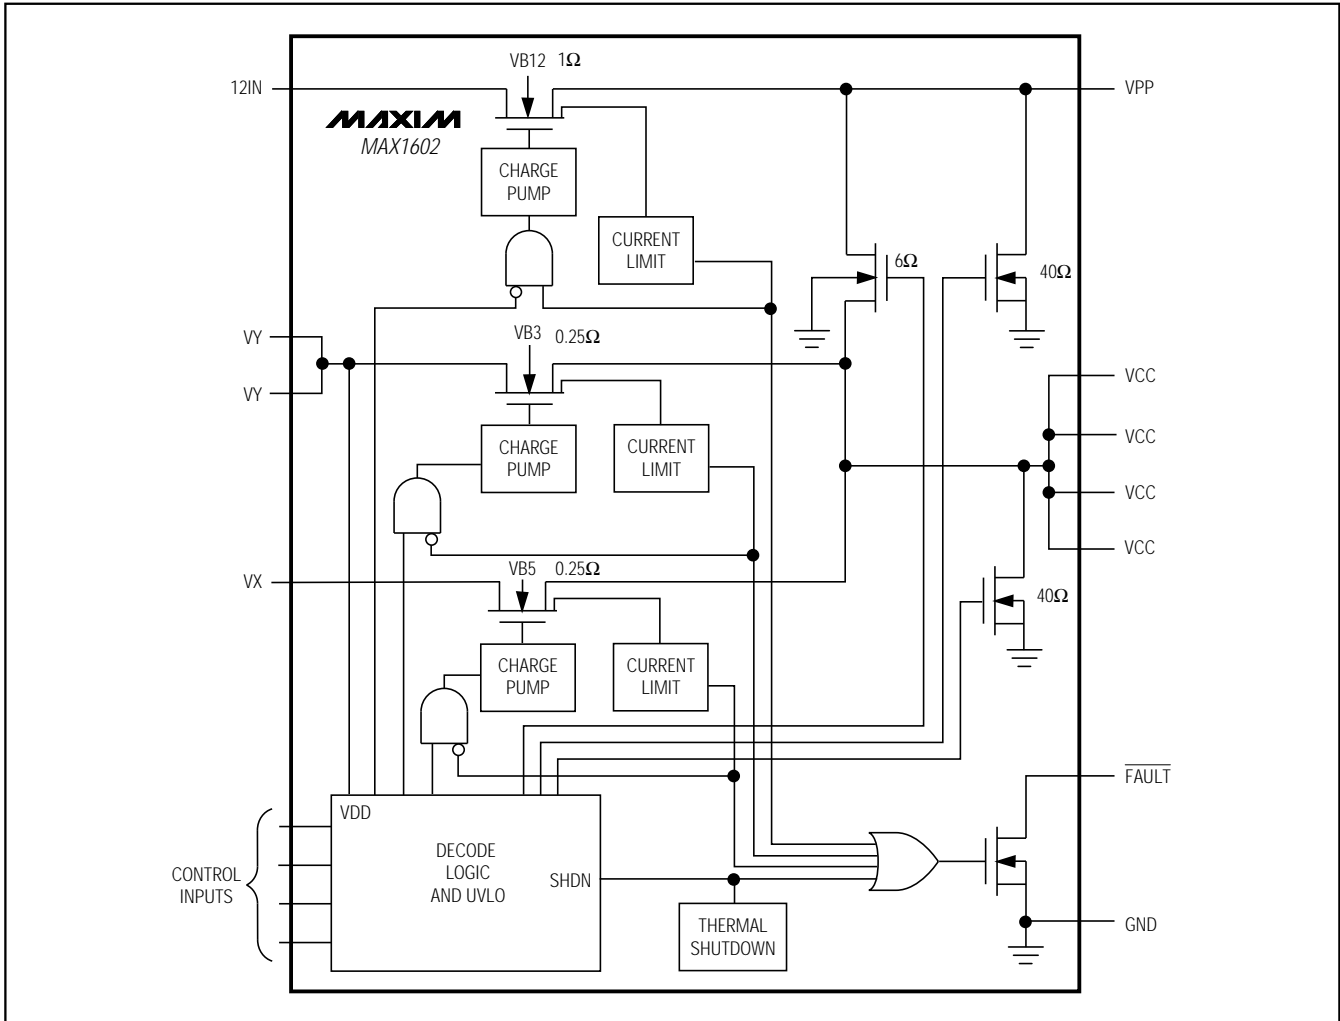 VB12 1Ω
12IN
VPP
MAXIM
MAX1602
CHARGE
PUMP
CURRENT
LIMIT
6Ω
40Ω
VY
VB3 0.25Ω
VCC
VY
VCC
CHARGE
PUMP
CURRENT
LIMIT
VCC
VCC
VX
VB5 0.25Ω
40Ω
CHARGE
PUMP
CURRENT
LIMIT
FAULT
VDD
DECODE
LOGIC
AND UVLO
SHDN
CONTROL
INPUTS
THERMAL
SHUTDOWN
GND